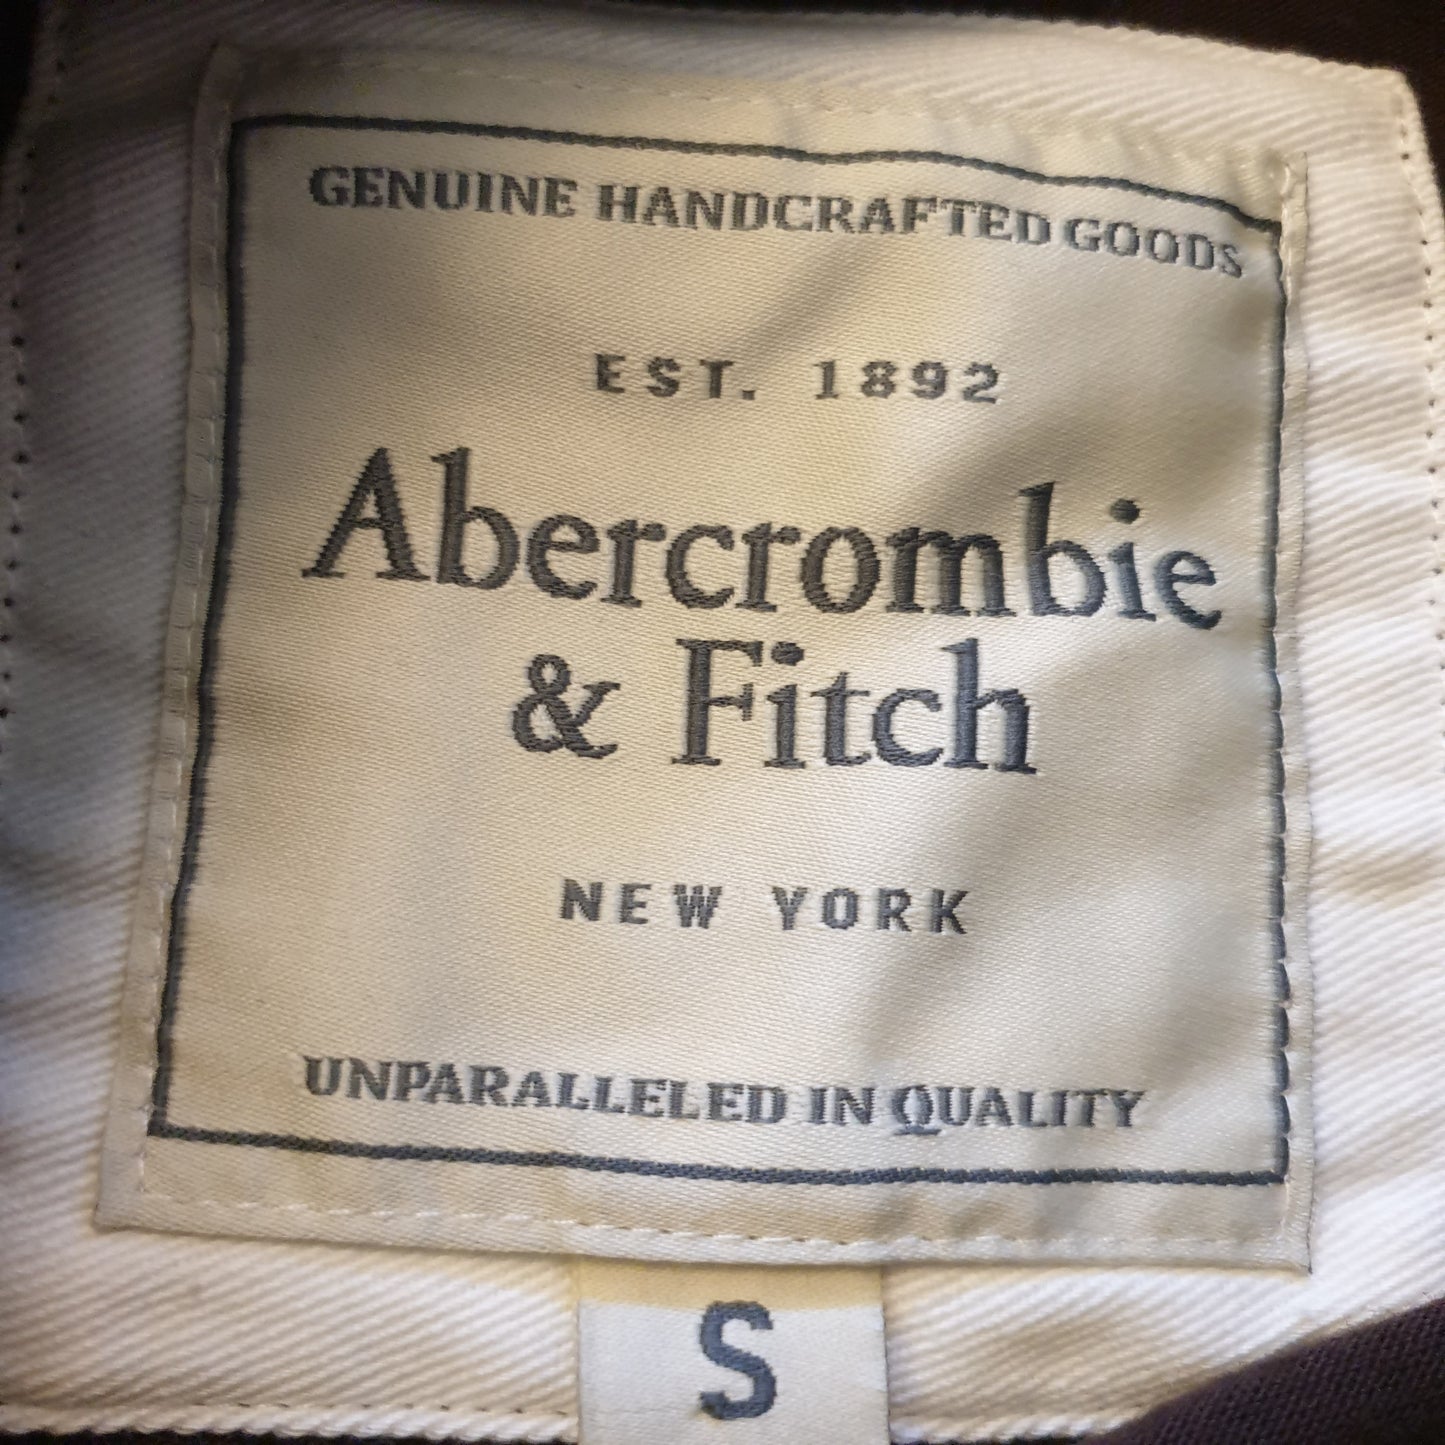 GENUINE HANDCRAFTED GOODS
EST. 1892
Abercrombie
& Fitch
NEW YORK
UNPARALLELED IN QUALITY
S